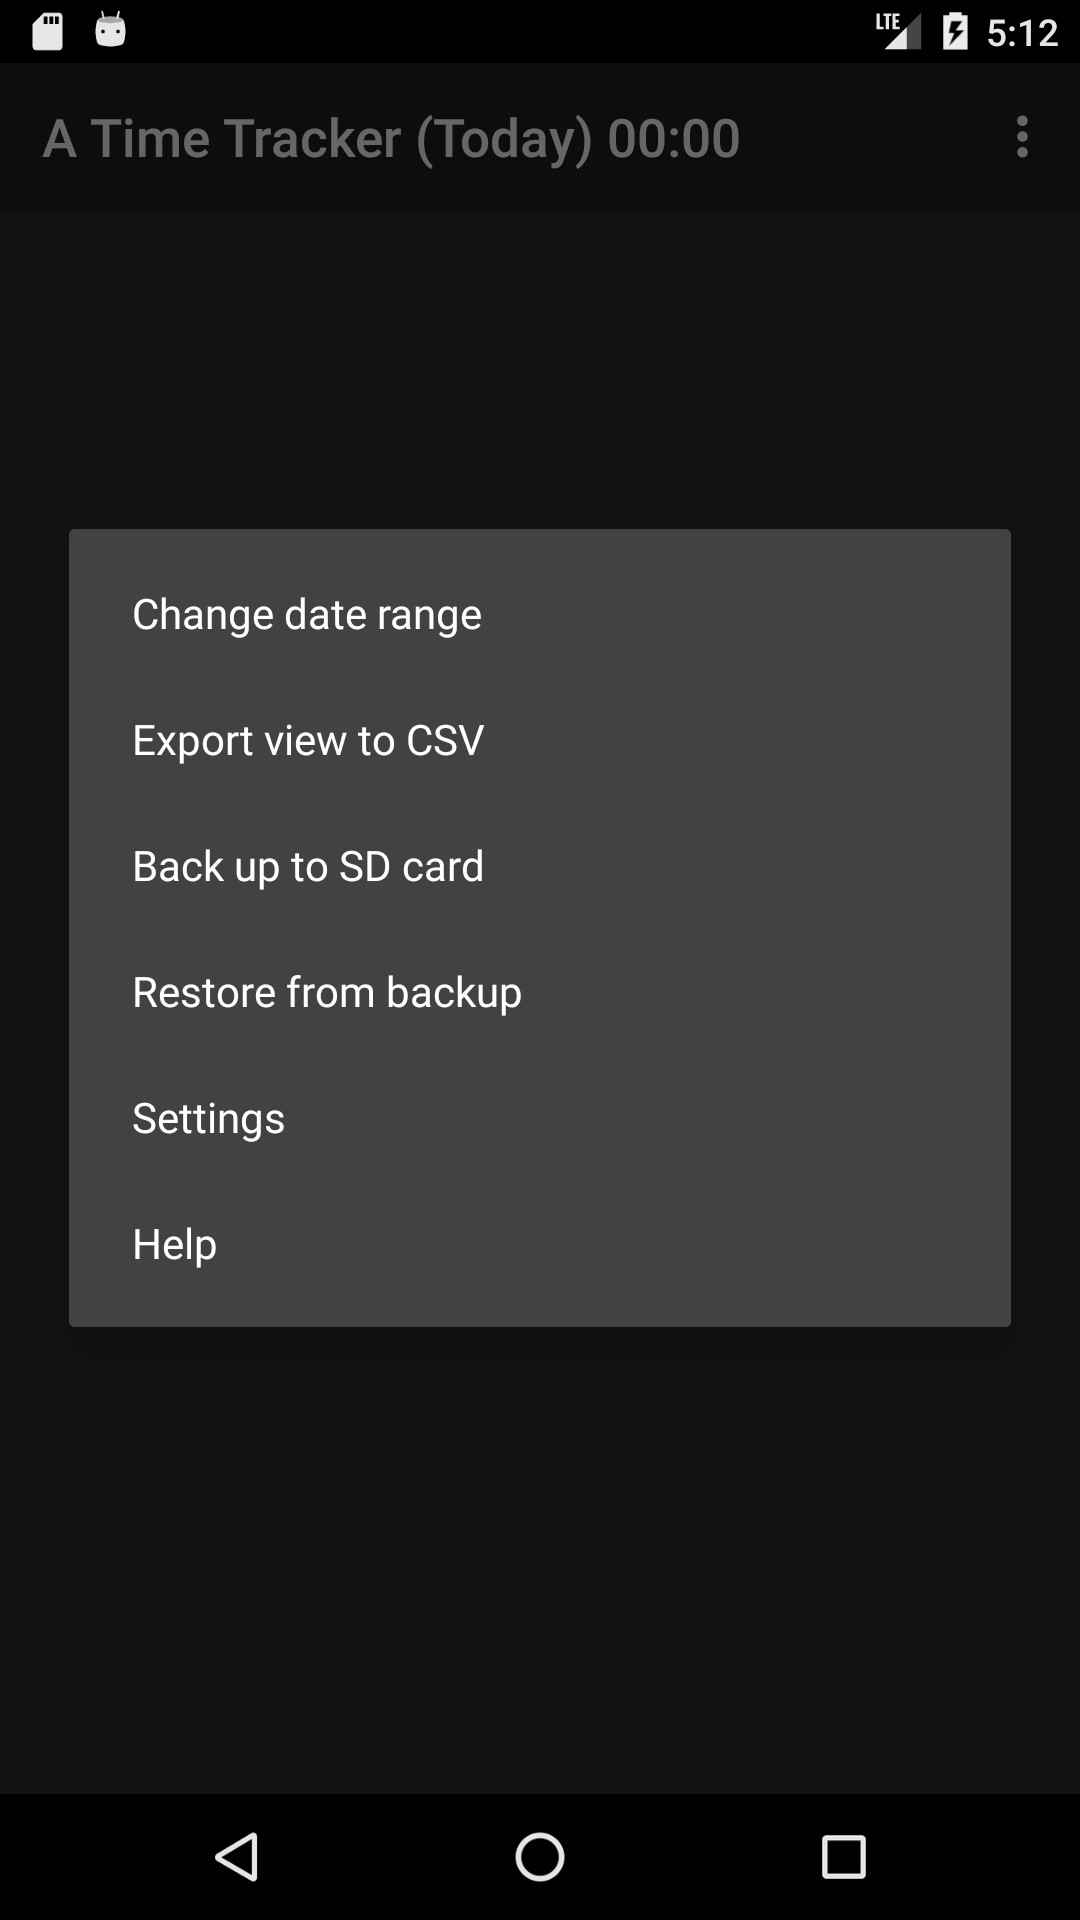 LTE 5:12
A Time Tracker (Today) 00:00
Change date range
Export view to CSV
Back up to SD card
Restore from backup
Settings
Help